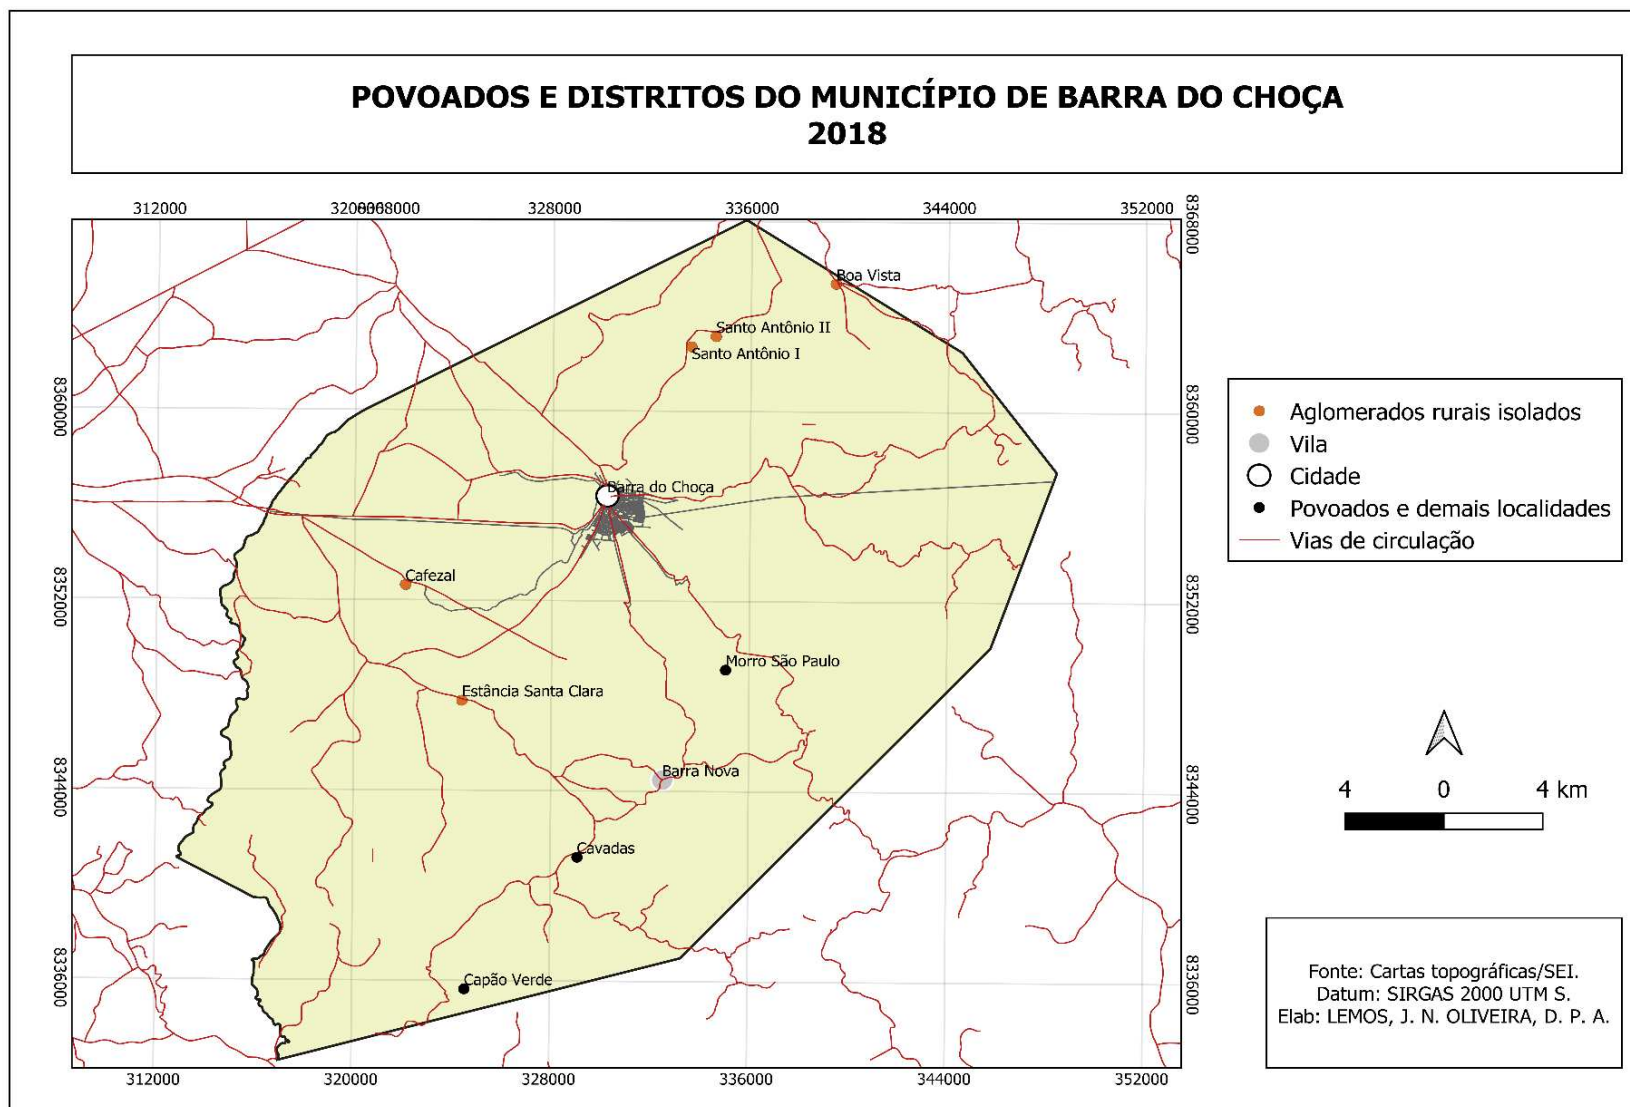 POVOADOS E DISTRITOS DO MUNICÍPIO DE BARRA DO CHOÇA
2018
312000
320000
8368000
328000
336000
344000
352000
8368000
Boa Vista
Santo Antônio II
Santo Antônio I
8360000
8360000
Barra do Choça
Cafezal
8352000
8352000
Morro São Paulo
Estância Santa Clara
Barra Nova
8344000
8344000
Cavadas
Capão Verde
8336000
8336000
312000
320000
328000
336000
344000
352000
Aglomerados rurais isolados
Vila
Cidade
Povoados e demais localidades
Vias de circulação
4 0 4 km
Fonte: Cartas topográficas/SEI.
Datum: SIRGAS 2000 UTM S.
Elab: LEMOS, J. N. OLIVEIRA, D. P. A.